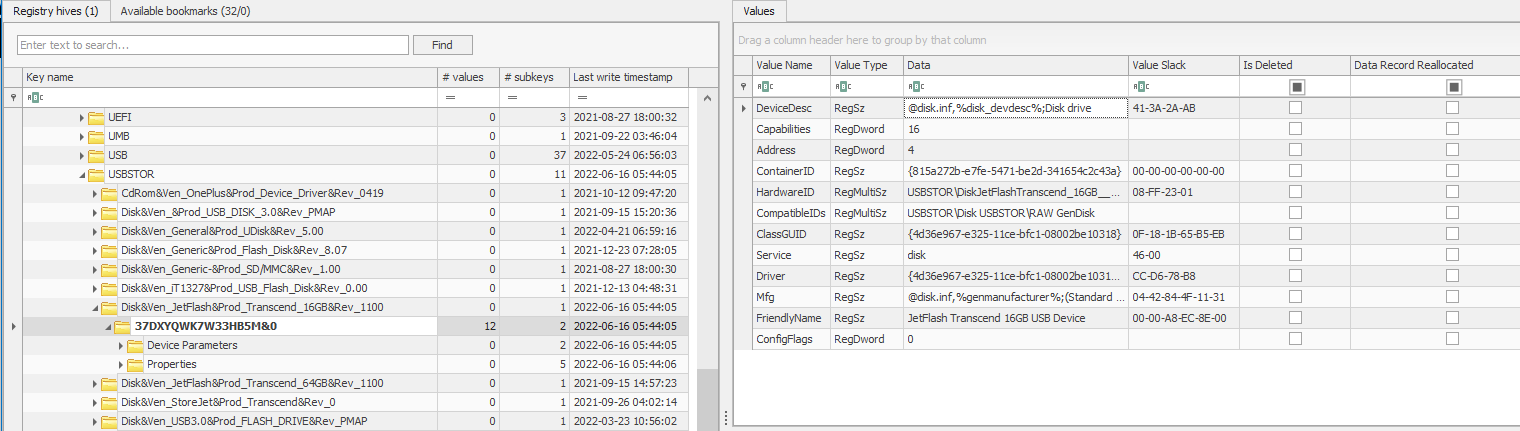 Registry hives (1) Available bookmarks (32/0)
Enter text to search... Find
Key name # values # subkeys Last write timestamp
ABC = = =
UEFI 0 3 2021-08-27 18:00:32
UMB 0 1 2021-09-22 03:46:04
USB 0 37 2022-05-24 06:56:03
USBSTOR 0 11 2022-06-16 05:44:05
CdRom&Ven_OnePlus&Prod_Device_Driver&Rev_0419 0 1 2021-10-12 09:47:20
Disk&Ven_&Prod_USB_DISK_3.0&Rev_PMAP 0 1 2021-09-15 15:20:36
Disk&Ven_General&Prod_UDisk&Rev_5.00 0 1 2022-04-21 06:59:16
Disk&Ven_Generic&Prod_Flash_Disk&Rev_8.07 0 1 2021-12-23 07:28:05
Disk&Ven_Generic-&Prod_SD/MMC&Rev_1.00 0 1 2021-08-27 18:00:30
Disk&Ven_iT1327&Prod_USB_Flash_Disk&Rev_0.00 0 1 2021-12-13 04:48:31
Disk&Ven_JetFlash&Prod_Transcend_16GB&Rev_1100 0 1 2022-06-16 05:44:05
37DXYQWK7W33HB5M&0 12 2 2022-06-16 05:44:05
Device Parameters 0 2 2022-06-16 05:44:05
Properties 0 5 2022-06-16 05:44:06
Disk&Ven_JetFlash&Prod_Transcend_64GB&Rev_1100 0 1 2021-09-15 14:57:23
Disk&Ven_StoreJet&Prod_Transcend&Rev_0 0 1 2021-09-26 04:02:14
Disk&Ven_USB3.0&Prod_FLASH_DRIVE&Rev_PMAP 0 1 2022-03-23 10:56:02
Values
Drag a column header here to group by that column
Value Name Value Type Data Value Slack Is Deleted Data Record Reallocated
ABC ABC ABC ABC
DeviceDesc RegSz @disk.inf,%disk_devdesc%;Disk drive 41-3A-2A-AB
Capabilities RegDword 16
Address RegDword 4
ContainerID RegSz {815a272b-e7fe-5471-be2d-341654c2c43a} 00-00-00-00-00-00
HardwareID RegMultiSz USBSTOR\DiskJetFlashTranscend_16GB__... 08-FF-23-01
CompatibleIDs RegMultiSz USBSTOR\Disk USBSTOR\RAW GenDisk
ClassGUID RegSz {4d36e967-e325-11ce-bfc1-08002be10318} 0F-18-1B-65-B5-EB
Service RegSz disk 46-00
Driver RegSz {4d36e967-e325-11ce-bfc1-08002be1031... CC-D6-78-B8
Mfg RegSz @disk.inf,%genmanufacturer%;(Standard ... 04-42-84-4F-11-31
FriendlyName RegSz JetFlash Transcend 16GB USB Device 00-00-A8-EC-8E-00
ConfigFlags RegDword 0